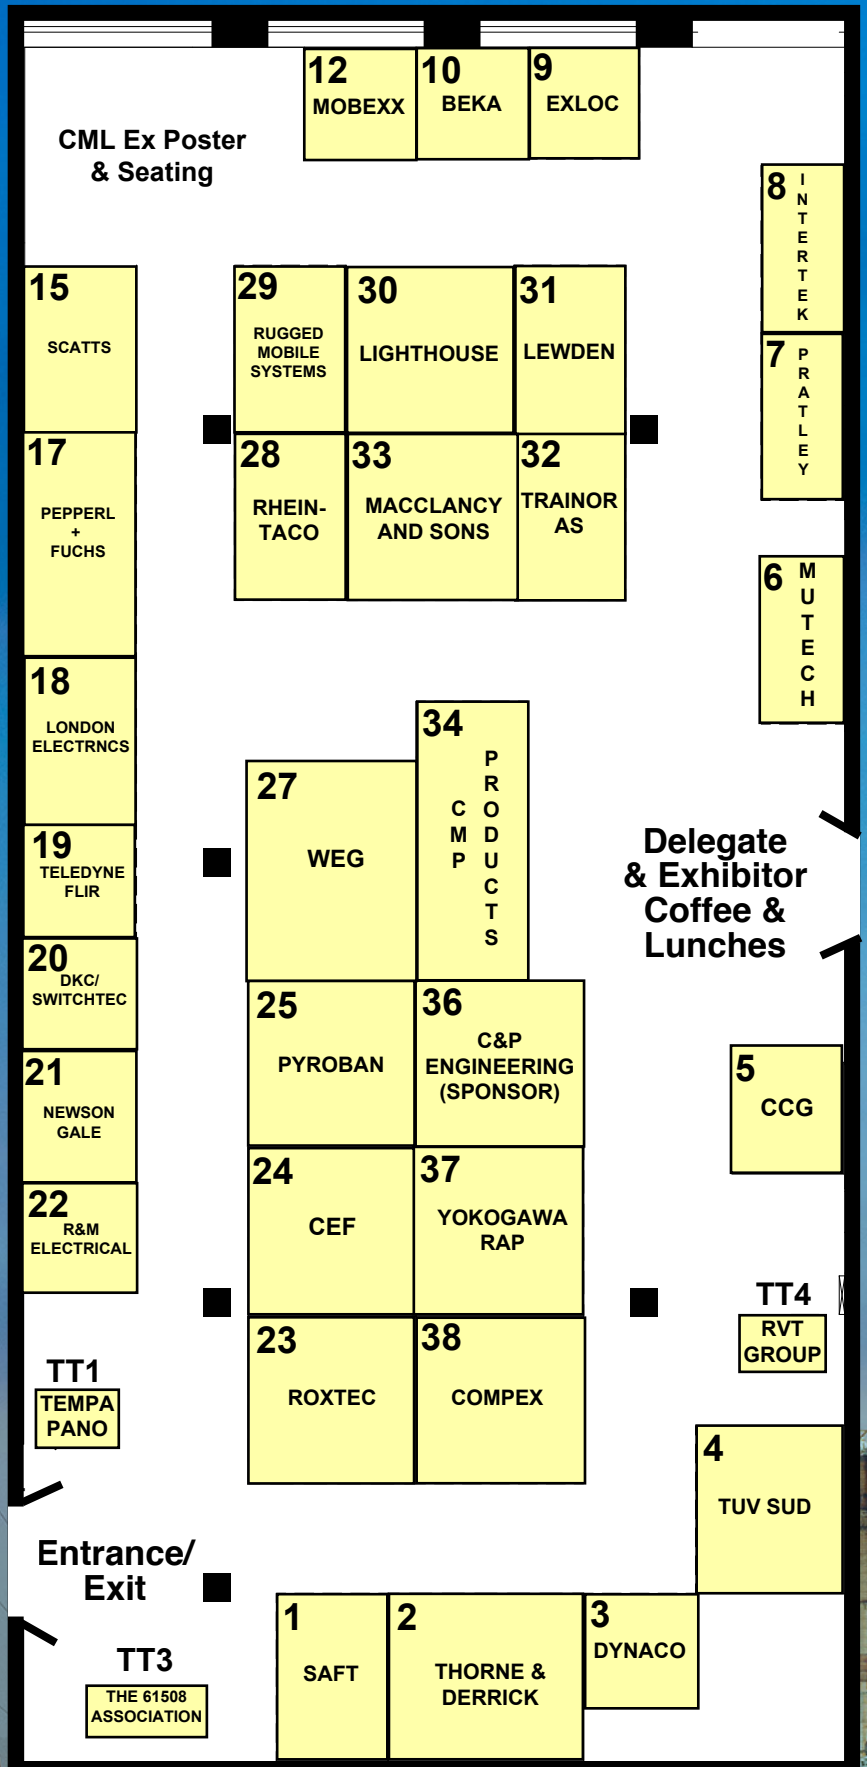 12
MOBEXX
10
BEKA
9
EXLOC
CML Ex Poster
& Seating
8
INTERTEK
7
PRATLEY
15
SCATTS
29
RUGGED
MOBILE
SYSTEMS
30
LIGHTHOUSE
31
LEWDEN
17
PEPPERL
+
FUCHS
28
RHEIN-
TACO
33
MACCLANCY
AND SONS
32
TRAINOR
AS
6
MUTECH
18
LONDON
ELECTRNCS
34
CMP
PRODUCTS
27
WEG
19
TELEDYNE
FLIR
Delegate
& Exhibitor
Coffee &
Lunches
20
DKC/
SWITCHTEC
25
PYROBAN
36
C&P
ENGINEERING
(SPONSOR)
21
NEWSON
GALE
5
CCG
24
CEF
37
YOKOGAWA
RAP
22
R&M
ELECTRICAL
TT4
RVT
GROUP
23
ROXTEC
38
COMPEX
TT1
TEMPA
PANO
4
TUV SUD
Entrance/
Exit
1
SAFT
2
THORNE &
DERRICK
3
DYNACO
TT3
THE 61508
ASSOCIATION